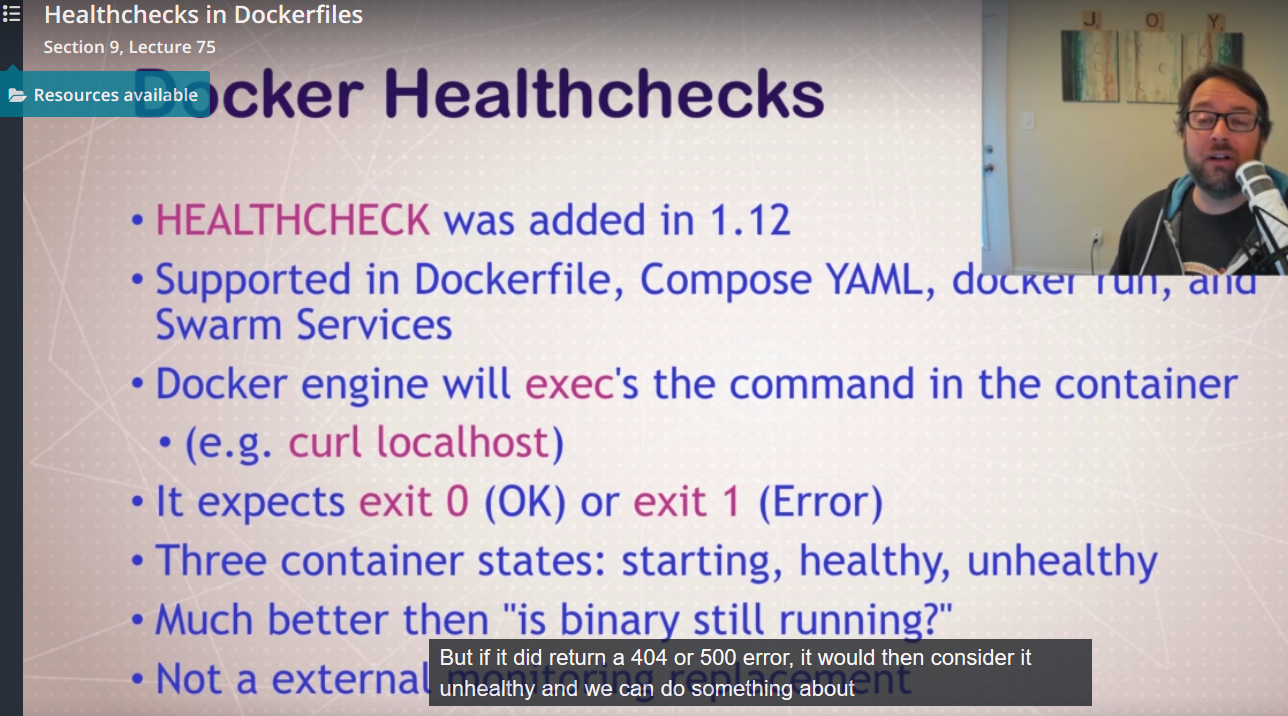 Healthchecks in Dockerfiles
Section 9, Lecture 75
Resources available
Docker Healthchecks
J O Y
• HEALTHCHECK was added in 1.12
• Supported in Dockerfile, Compose YAML, docker run, and
Swarm Services
• Docker engine will exec's the command in the container
• (e.g. curl localhost)
• It expects exit 0 (OK) or exit 1 (Error)
• Three container states: starting, healthy, unhealthy
• Much better then "is binary still running?"
• Not a external monitoring replacement
But if it did return a 404 or 500 error, it would then consider it
unhealthy and we can do something about